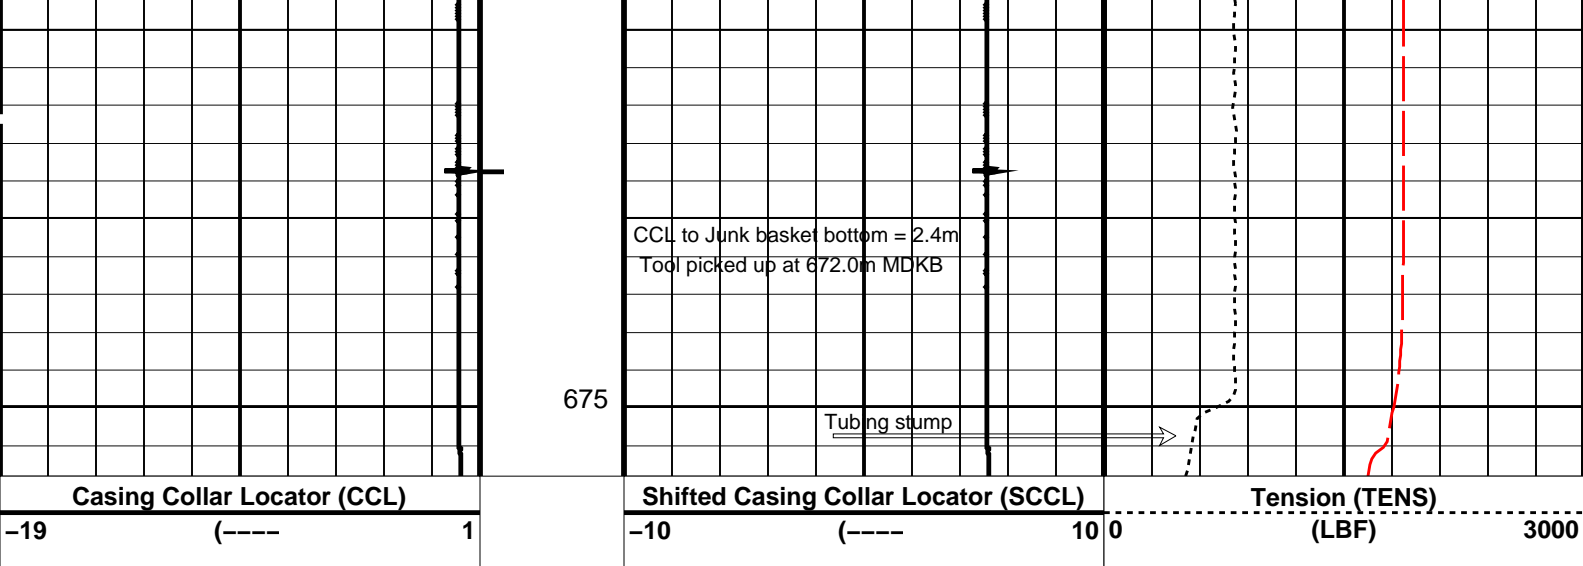 CCL to Junk basket bottom = 2.4m
Tool picked up at 672.0m MDKB
675
Tubing stump
Casing Collar Locator (CCL)
−19 (−−−− 1
Shifted Casing Collar Locator (SCCL)
−10 (−−−− 10
Tension (TENS)
0 (LBF) 3000